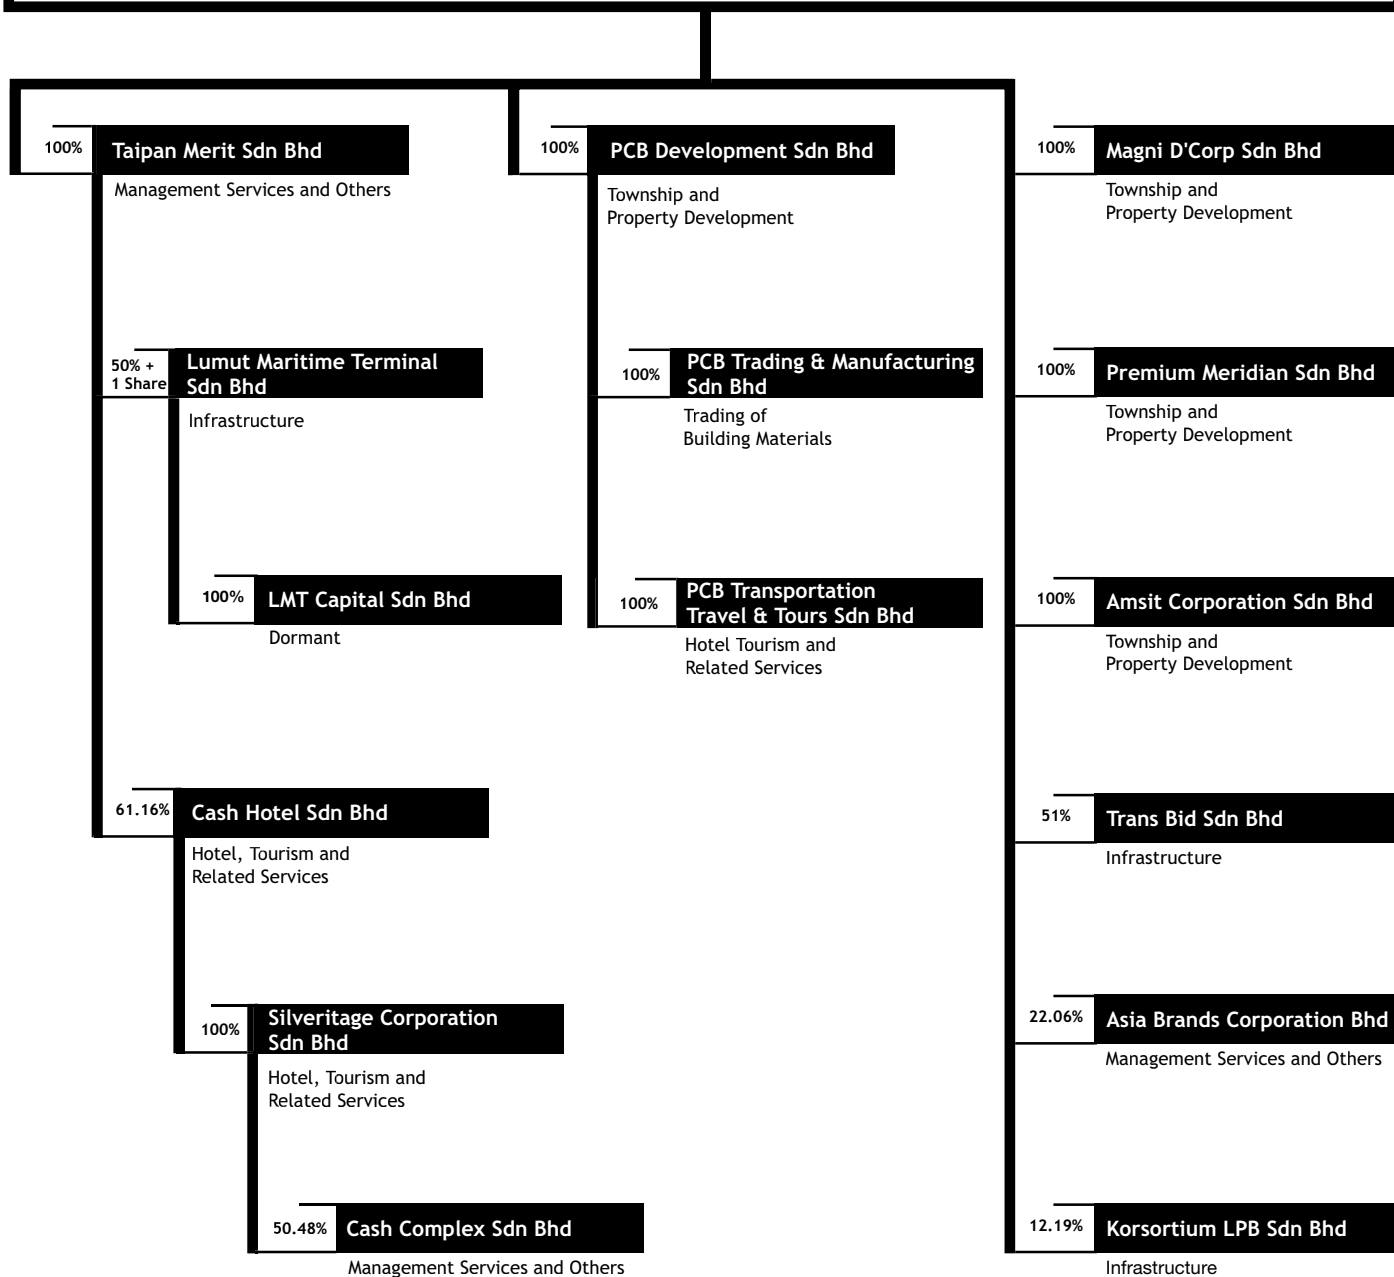 100%
Taipan Merit Sdn Bhd
Management Services and Others
50% +
1 Share
Lumut Maritime Terminal
Sdn Bhd
Infrastructure
100%
LMT Capital Sdn Bhd
Dormant
61.16%
Cash Hotel Sdn Bhd
Hotel, Tourism and
Related Services
100%
Silveritage Corporation
Sdn Bhd
Hotel, Tourism and
Related Services
50.48%
Cash Complex Sdn Bhd
Management Services and Others
100%
PCB Development Sdn Bhd
Township and
Property Development
100%
PCB Trading & Manufacturing
Sdn Bhd
Trading of
Building Materials
100%
PCB Transportation
Travel & Tours Sdn Bhd
Hotel Tourism and
Related Services
100%
Magni D'Corp Sdn Bhd
Township and
Property Development
100%
Premium Meridian Sdn Bhd
Township and
Property Development
100%
Amsit Corporation Sdn Bhd
Township and
Property Development
51%
Trans Bid Sdn Bhd
Infrastructure
22.06%
Asia Brands Corporation Bhd
Management Services and Others
12.19%
Korsortium LPB Sdn Bhd
Infrastructure